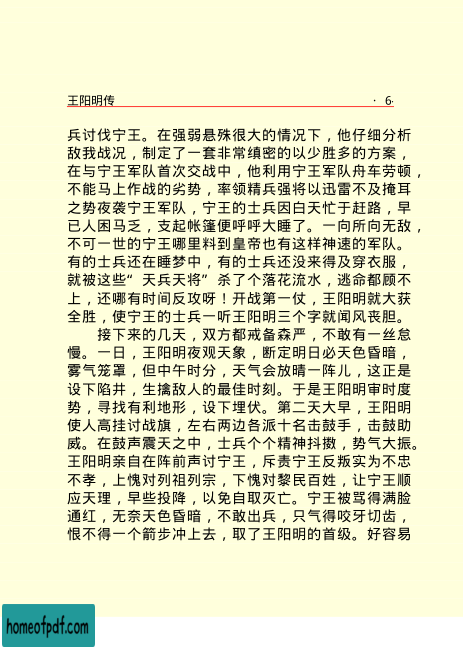 王阳明传
· 6·
兵讨伐宁王。在强弱悬殊很大的情况下，他仔细分析
敌我战况，制定了一套非常缜密的以少胜多的方案，
在与宁王军队首次交战中，他利用宁王军队舟车劳顿，
不能马上作战的劣势，率领精兵强将以迅雷不及掩耳
之势夜袭宁王军队，宁王的士兵因白天忙于赶路，早
已人困马乏，支起帐篷便呼呼大睡了。一向所向无敌，
不可一世的宁王哪里料到皇帝也有这样神速的军队。
有的士兵还在睡梦中，有的士兵还没来得及穿衣服，
就被这些“天兵天将”杀了个落花流水，逃命都顾不
上，还哪有时间反攻呀！开战第一仗，王阳明就大获
全胜，使宁王的士兵一听王阳明三个字就闻风丧胆。
接下来的几天，双方都戒备森严，不敢有一丝怠
慢。一日，王阳明夜观天象，断定明日必天色昏暗，
雾气笼罩，但中午时分，天气会放晴一阵儿，这正是
设下陷井，生擒敌人的最佳时刻。于是王阳明审时度
势，寻找有利地形，设下埋伏。第二天大早，王阳明
使人高挂讨战旗，左右两边各派十名击鼓手，击鼓助
威。在鼓声震天之中，士兵个个精神抖擞，势气大振。
王阳明亲自在阵前声讨宁王，斥责宁王反叛实为不忠
不孝，上愧对列祖列宗，下愧对黎民百姓，让宁王顺
应天理，早些投降，以免自取灭亡。宁王被骂得满脸
通红，无奈天色昏暗，不敢出兵，只气得咬牙切齿，
恨不得一个箭步冲上去，取了王阳明的首级。好容易
homeofpdf.com